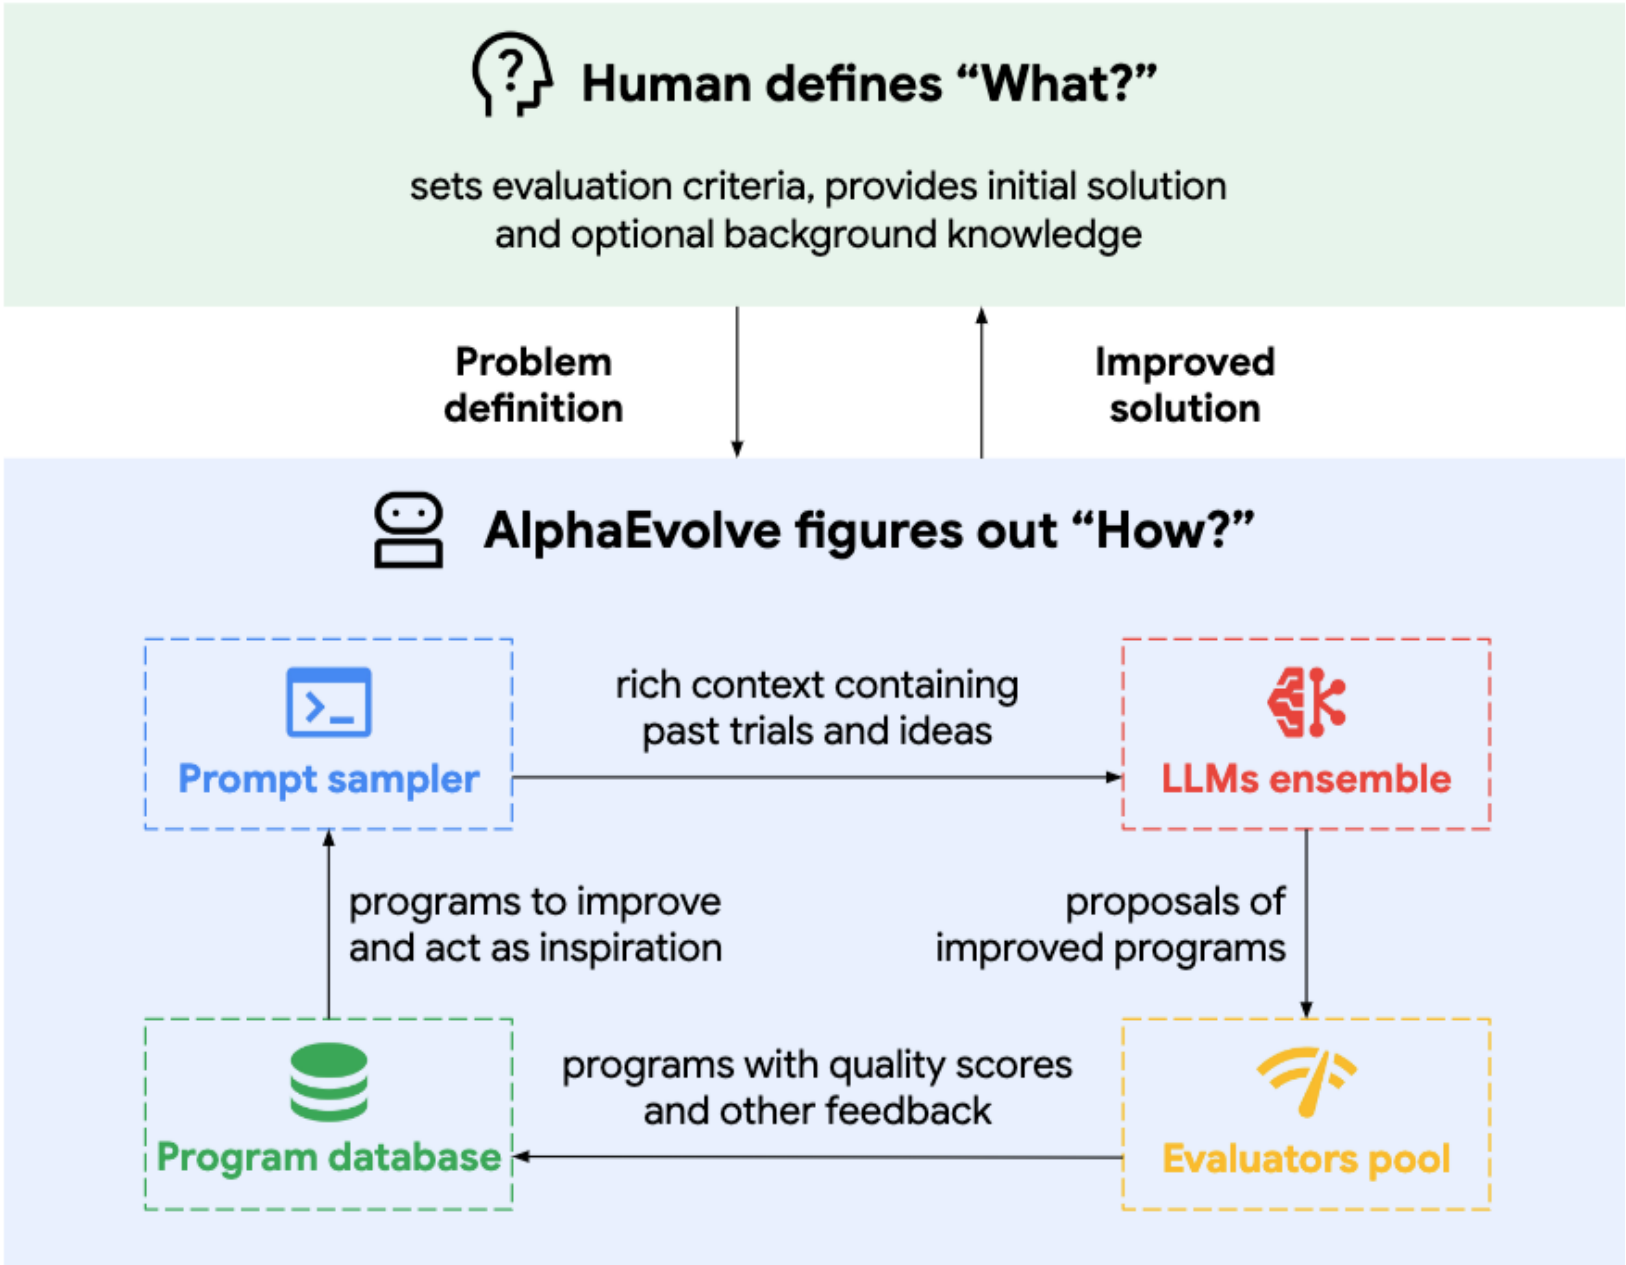 Human defines “What?”
sets evaluation criteria, provides initial solution
and optional background knowledge
Problem
definition
Improved
solution
AlphaEvolve figures out “How?”
Prompt sampler
rich context containing
past trials and ideas
LLMs ensemble
programs to improve
and act as inspiration
proposals of
improved programs
Program database
programs with quality scores
and other feedback
Evaluators pool